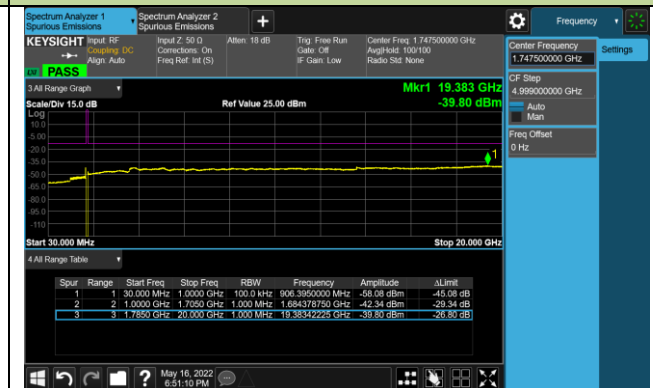 Spectrum Analyzer 1
Spurious Emissions
Spectrum Analyzer 2
Spurious Emissions
+
Frequency
KEYSIGHT
Input: RF
Coupling: DC
Align: Auto
Input Z: 50 Ω
Corrections: On
Freq Ref: Int (S)
Atten: 18 dB
Trig: Free Run
Gate: Off
IF Gain: Low
Center Freq: 1.747500000 GHz
Avg|Hold: 100/100
Radio Std: None
PASS
Center Frequency
1.747500000 GHz
Settings
CF Step
4.999000000 GHz
Auto
Man
Freq Offset
0 Hz
3 All Range Graph
Mkr1 19.383 GHz
Scale/Div 15.0 dB
Ref Value 25.00 dBm
-39.80 dBm
Log
10.0
-5.00
-20.0
-35.0
-50.0
-65.0
-80.0
-95.0
-110
1
Start 30.000 MHz
Stop 20.000 GHz
4 All Range Table
Spur Range Start Freq Stop Freq RBW Frequency Amplitude ΔLimit
1 1 30.000 MHz 1.0000 GHz 100.0 kHz 906.3950000 MHz -58.08 dBm -45.08 dB
2 2 1.0000 GHz 1.7050 GHz 1.000 MHz 1.684378750 GHz -42.34 dBm -29.34 dB
3 3 1.7850 GHz 20.000 GHz 1.000 MHz 19.38342225 GHz -39.80 dBm -26.80 dB
?
May 16, 2022
6:51:10 PM